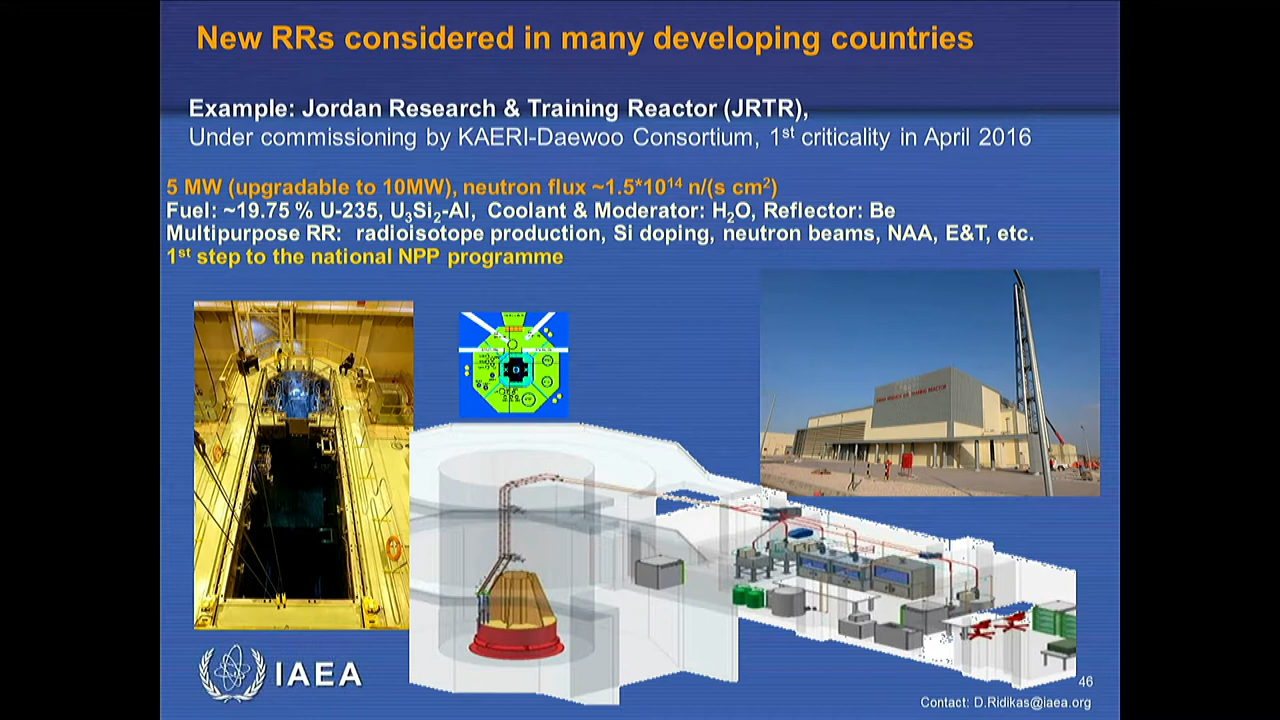 New RRs considered in many developing countries
Example: Jordan Research & Training Reactor (JRTR),
Under commissioning by KAERI-Daewoo Consortium, 1st criticality in April 2016
5 MW (upgradable to 10MW), neutron flux ~1.5*10¹⁴ n/(s cm²)
Fuel: ~19.75 % U-235, U₃Si₂-Al, Coolant & Moderator: H₂O, Reflector: Be
Multipurpose RR: radioisotope production, Si doping, neutron beams, NAA, E&T, etc.
1st step to the national NPP programme
IAEA
46
Contact: D.Ridikas@iaea.org